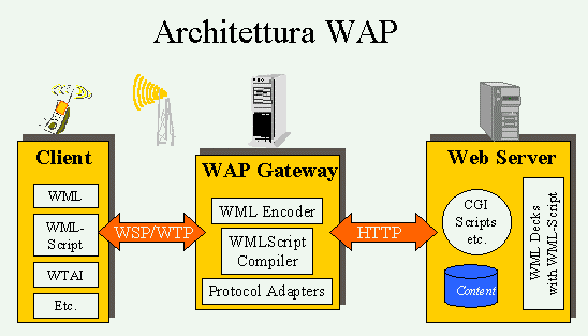 Architettura WAP
Client
WML
WML-
Script
WTAI
Etc.
WSP/WTP
WAP Gateway
WML Encoder
WMLScript
Compiler
Protocol Adapters
HTTP
Web Server
CGI
Scripts
etc.
Content
WML Decks
with WML-Script